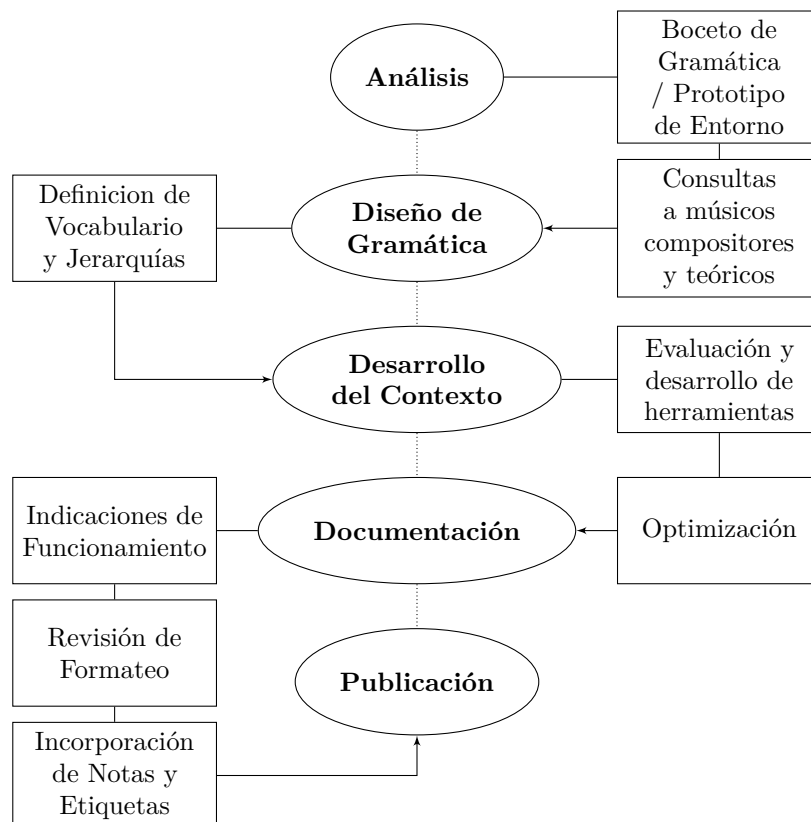 Análisis
Boceto de
Gramática
/ Prototipo
de Entorno
Definicion de
Vocabulario
y Jerarquías
Diseño de
Gramática
Consultas
a músicos
compositores
y teóricos
Desarrollo
del Contexto
Evaluación y
desarrollo de
herramientas
Indicaciones de
Funcionamiento
Documentación
Optimización
Revisión de
Formateo
Publicación
Incorporación
de Notas y
Etiquetas